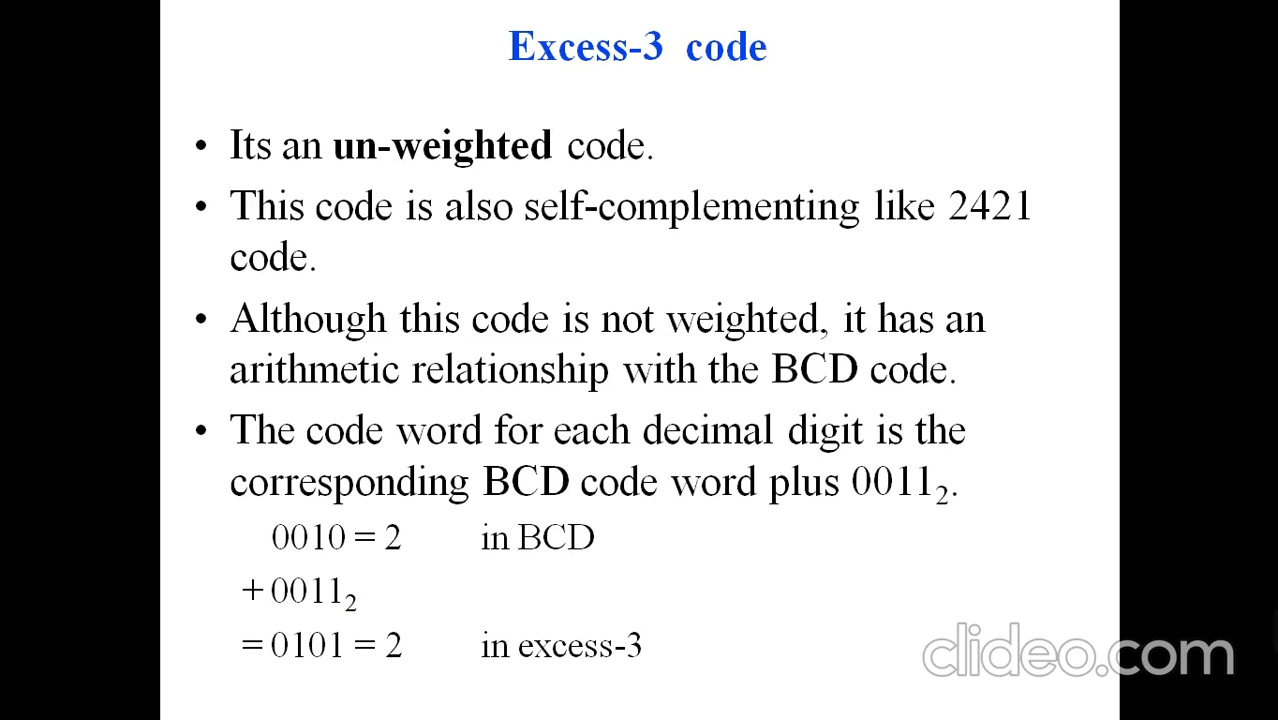 Excess-3 code
• Its an un-weighted code.
• This code is also self-complementing like 2421
code.
• Although this code is not weighted, it has an
arithmetic relationship with the BCD code.
• The code word for each decimal digit is the
corresponding BCD code word plus 0011₂.
0010 = 2 in BCD
+ 0011₂
= 0101 = 2 in excess-3
clideo.com